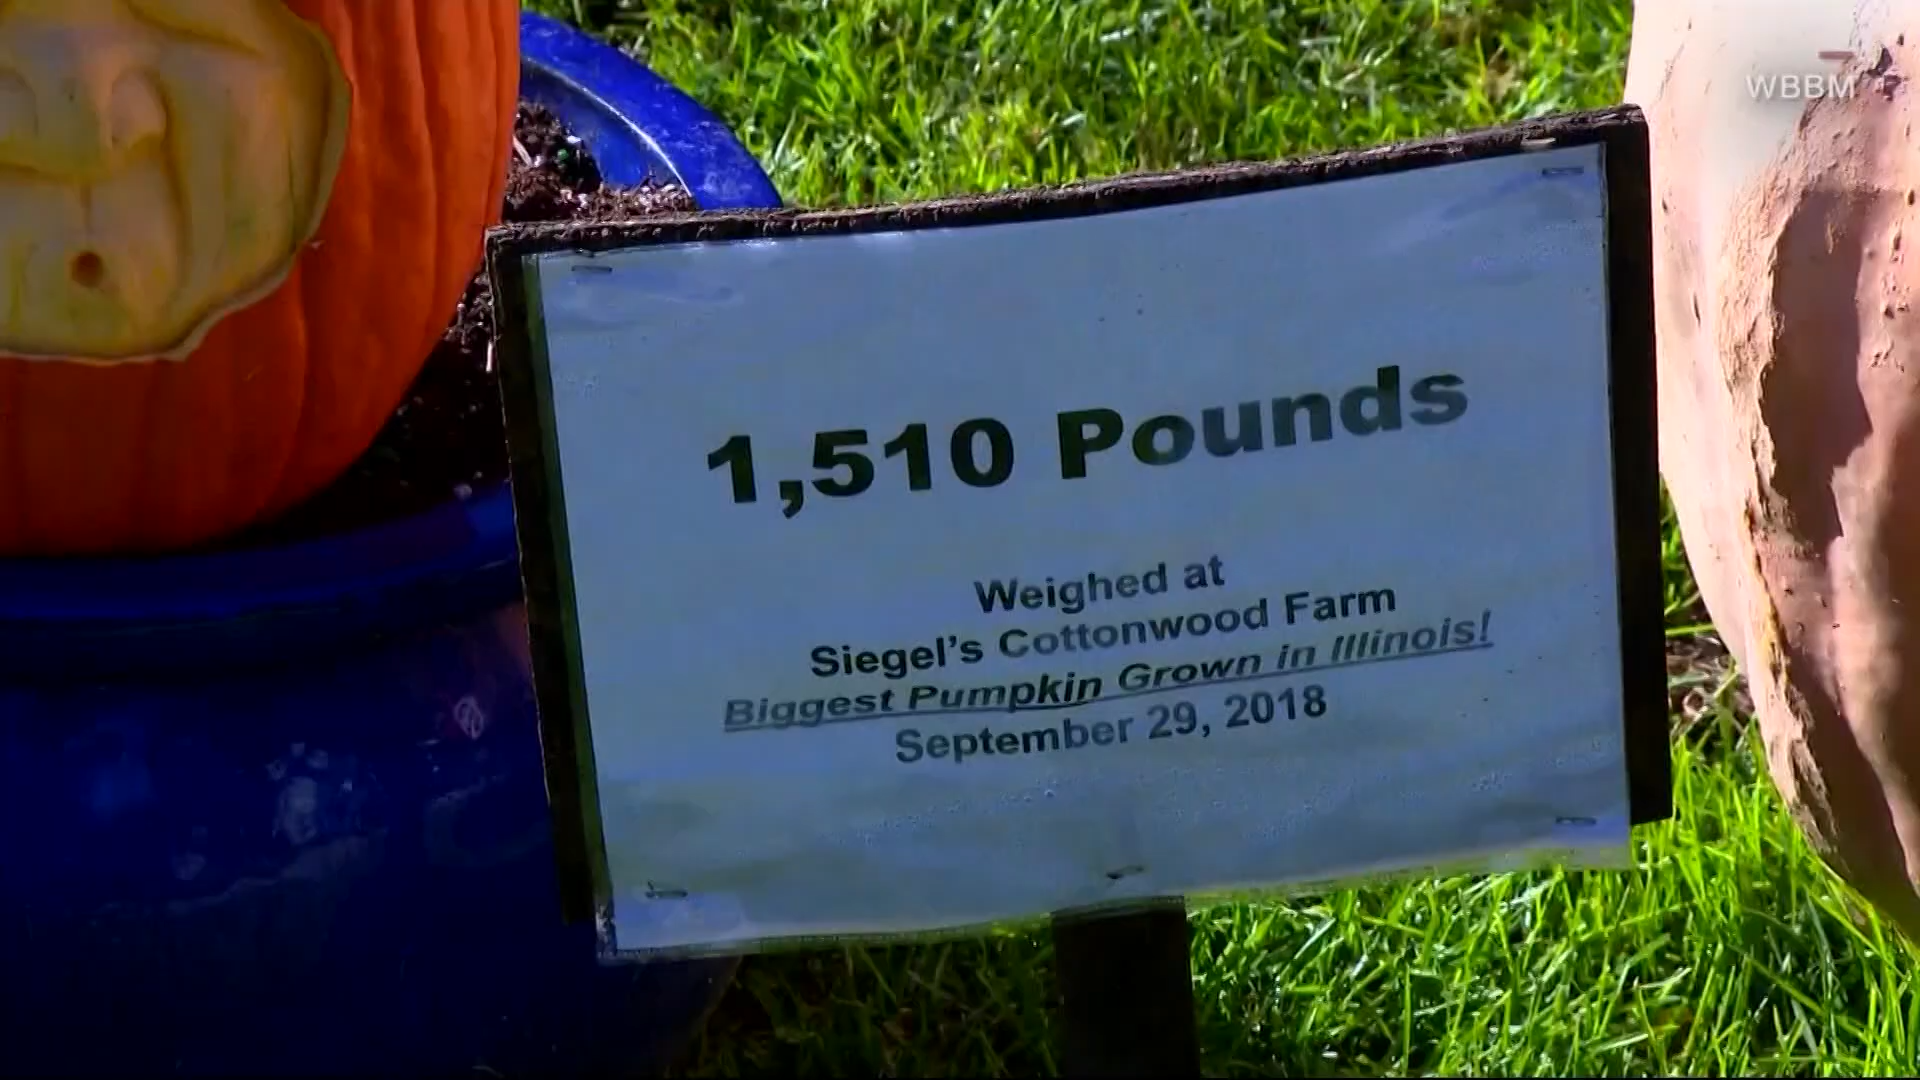 WBBM
1,510 Pounds
Weighed at
Siegel's Cottonwood Farm
Biggest Pumpkin Grown in Illinois!
September 29, 2018